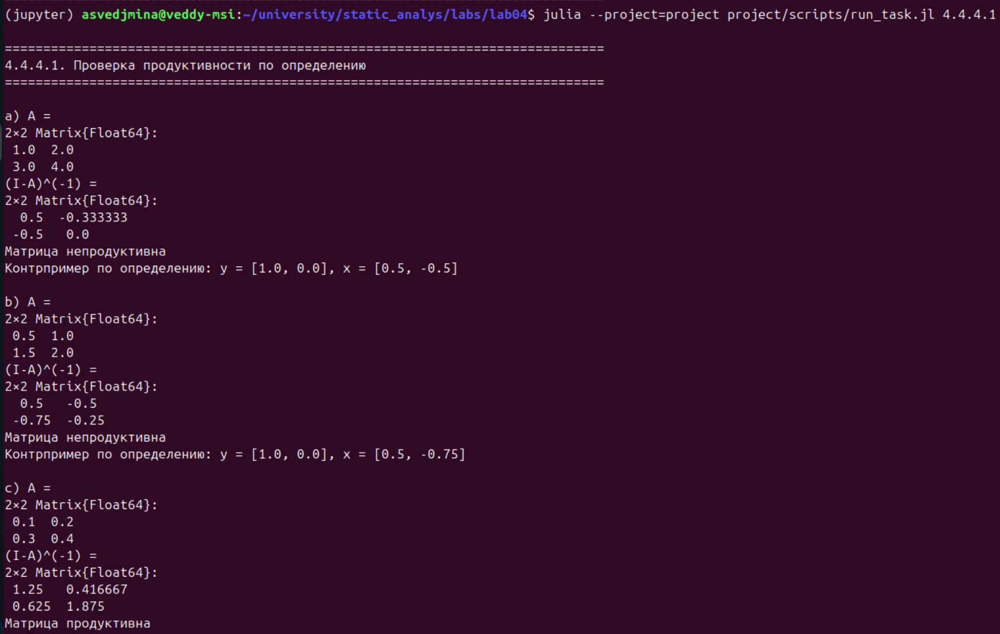 (jupyter) asvedjmina@veddy-msi:~/university/static_analys/labs/lab04$ julia --project=project project/scripts/run_task.jl 4.4.4.1
==============================================================================
4.4.4.1. Проверка продуктивности по определению
==============================================================================
a) A =
2×2 Matrix{Float64}:
 1.0  2.0
 3.0  4.0
(I-A)^(-1) =
2×2 Matrix{Float64}:
  0.5  -0.333333
 -0.5   0.0
Матрица непродуктивна
Контрпример по определению: y = [1.0, 0.0], x = [0.5, -0.5]
b) A =
2×2 Matrix{Float64}:
 0.5  1.0
 1.5  2.0
(I-A)^(-1) =
2×2 Matrix{Float64}:
  0.5   -0.5
 -0.75  -0.25
Матрица непродуктивна
Контрпример по определению: y = [1.0, 0.0], x = [0.5, -0.75]
c) A =
2×2 Matrix{Float64}:
 0.1  0.2
 0.3  0.4
(I-A)^(-1) =
2×2 Matrix{Float64}:
 1.25   0.416667
 0.625  1.875
Матрица продуктивна